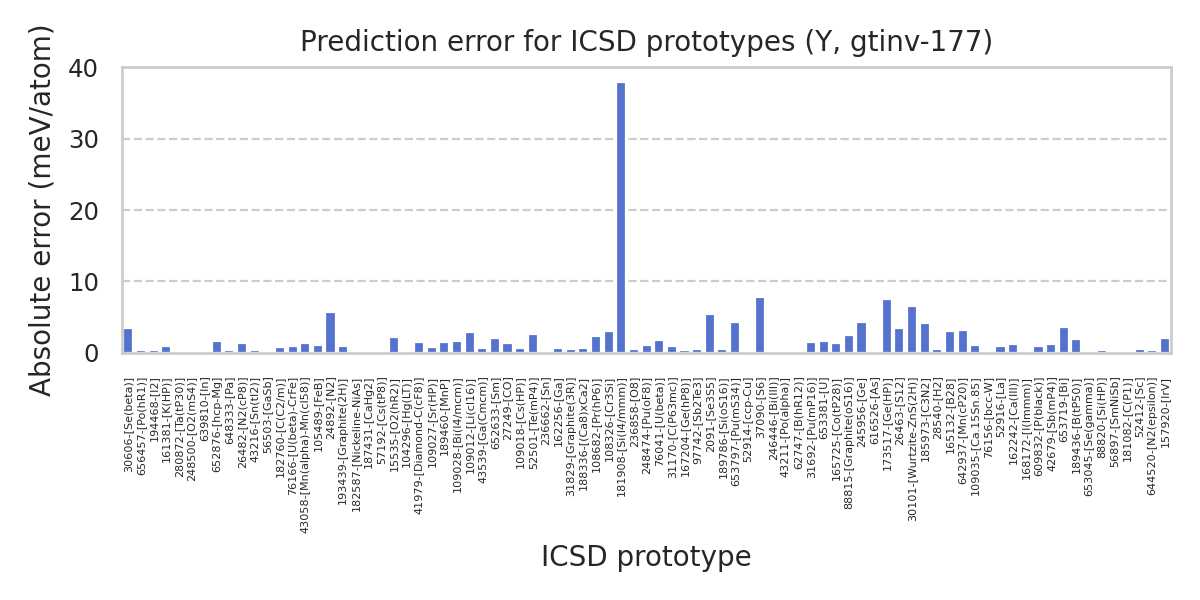 Prediction error for ICSD prototypes (Y, gtinv-177)
Absolute error (meV/atom)
40
30
20
10
0
30606-[Se(beta)]
656457-[Po(hR1)]
194468-[I2]
161381-[K(HP)]
280872-[Ta(tP30)]
248500-[O2(mS4)]
639810-[In]
652876-[hcp-Mg]
648333-[Pa]
26482-[N2(cP8)]
43216-[Sn(tI2)]
56503-[GaSb]
182760-[C(C2/m)]
76166-[U(beta)-CrFe]
43058-[Mn(alpha)-Mn(cI58)]
105489-[FeB]
24892-[N2]
193439-[Graphite(2H)]
182587-[Nickeline-NiAs]
187431-[CaHg2]
57192-[Cs(tP8)]
15535-[O2(hR2)]
104296-[Hg(LT)]
41979-[Diamond-C(cF8)]
109027-[Sr(HP)]
189460-[MnP]
109028-[Bi(I4/mcm)]
109012-[Li(cI16)]
43539-[Ga(Cmcm)]
652633-[Sm]
27249-[CO]
109018-[Cs(HP)]
52501-[Te(mP4)]
236662-[Sn]
162256-[Ga]
31829-[Graphite(3R)]
188336-[(Ca8)xCa2]
108682-[Pr(hP6)]
108326-[Cr3Si]
181908-[Si(I4/mmm)]
236858-[O8]
248474-[Pu(oF8)]
76041-[U(beta)]
31170-[C(P63mc)]
167204-[Ge(hP8)]
97742-[Sb2Te3]
2091-[Se3S5]
189786-[Si(oS16)]
653797-[Pu(mS34)]
52914-[ccp-Cu]
37090-[S6]
246446-[Bi(III)]
43211-[Po(alpha)]
62747-[B(hR12)]
31692-[Pu(mP16)]
653381-[U]
165725-[Co(tP28)]
88815-[Graphite(oS16)]
245956-[Ge]
616526-[As]
173517-[Ge(HP)]
26463-[S12]
30101-[Wurtzite-ZnS(2H)]
185973-[C3N2]
28540-[H2]
165132-[B28]
642937-[Mn(cP20)]
109035-[Ca.15Sn.85]
76156-[bcc-W]
52916-[La]
162242-[Ca(III)]
168172-[I(Immm)]
609832-[P(black)]
42679-[Sb(mP4)]
653719-[Bi]
189436-[B(tP50)]
653045-[Se(gamma)]
88820-[Si(HP)]
56897-[SmNiSb]
181082-[C(P1)]
52412-[Sc]
644520-[N2(epsilon)]
157920-[IrV]
ICSD prototype